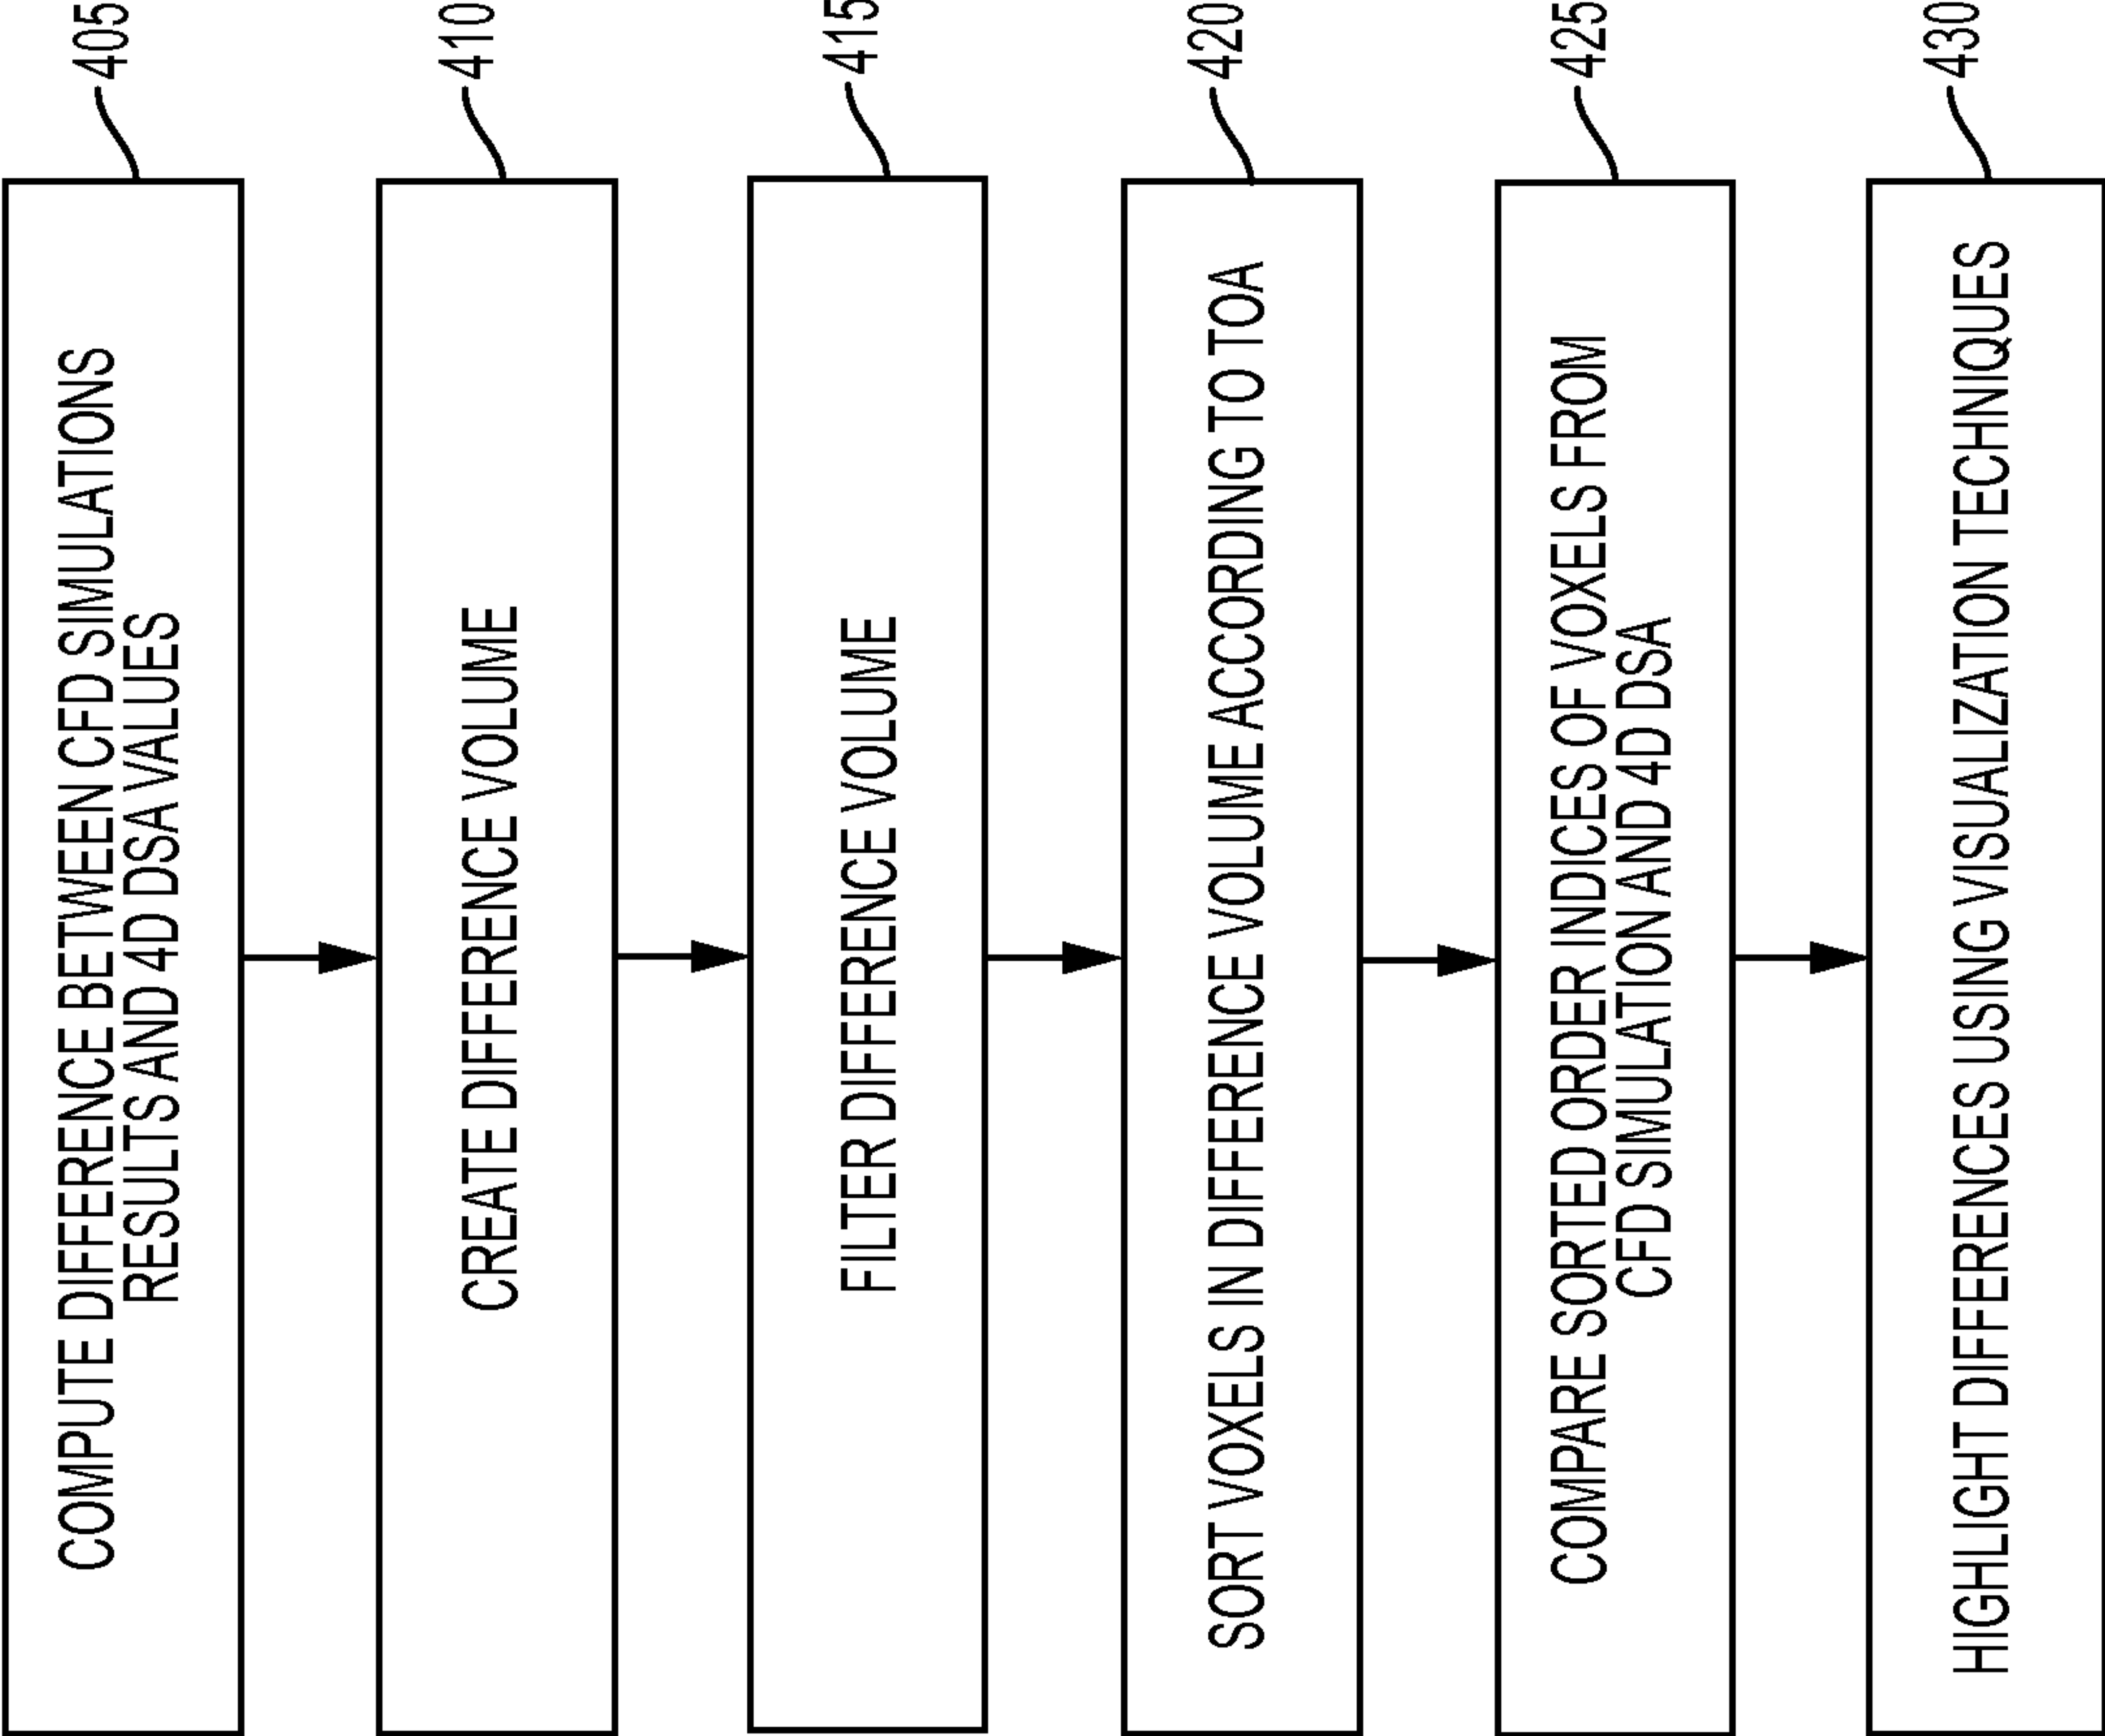 COMPUTE DIFFERENCE BETWEEN CFD SIMULATIONS
RESULTS AND 4D DSA VALUES
405
CREATE DIFFERENCE VOLUME
410
FILTER DIFFERENCE VOLUME
415
SORT VOXELS IN DIFFERENCE VOLUME ACCORDING TO TOA
420
COMPARE SORTED ORDER INDICES OF VOXELS FROM
CFD SIMULATION AND 4D DSA
425
HIGHLIGHT DIFFERENCES USING VISUALIZATION TECHNIQUES
430